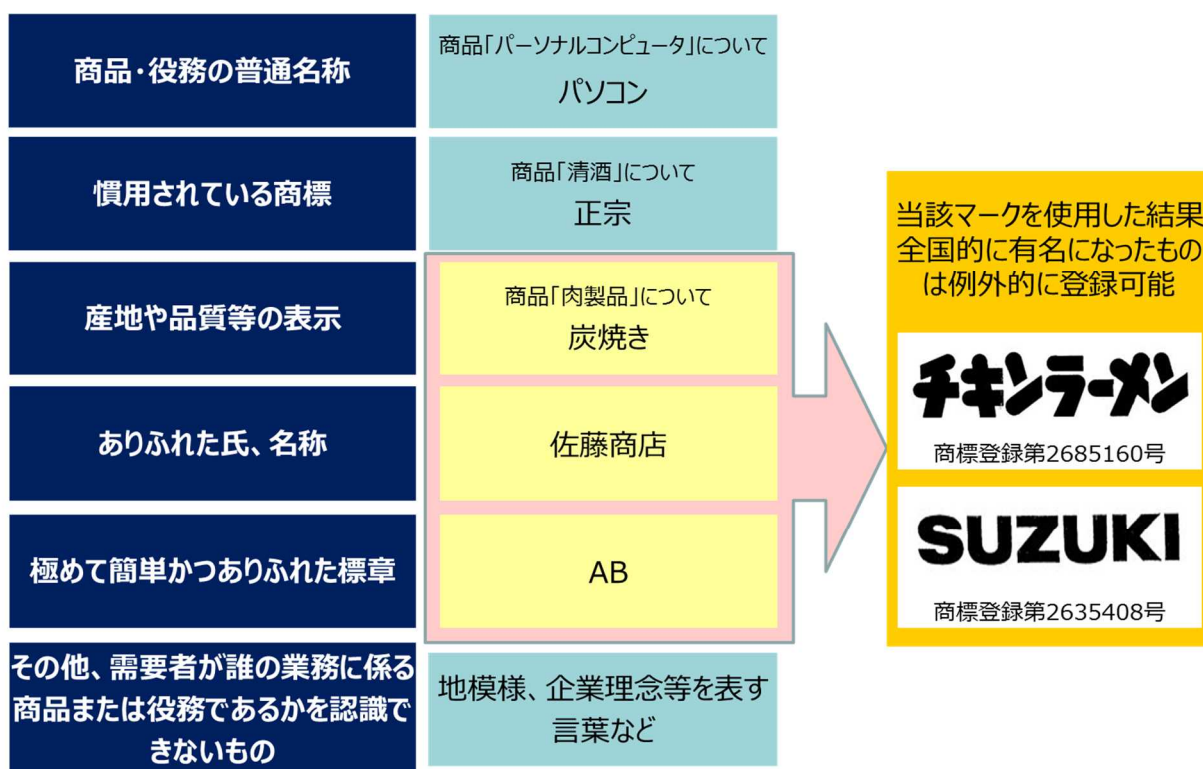 商品・役務の普通名称
商品「パーソナルコンピュータ」について
パソコン
慣用されている商標
商品「清酒」について
正宗
産地や品質等の表示
商品「肉製品」について
炭焼き
ありふれた氏、名称
佐藤商店
極めて簡単かつありふれた標章
AB
その他、需要者が誰の業務に係る
商品または役務であるかを認識で
きないもの
地模様、企業理念等を表す
言葉など
当該マークを使用した結果
全国的に有名になったもの
は例外的に登録可能
チキンラーメン
商標登録第2685160号
SUZUKI
商標登録第2635408号